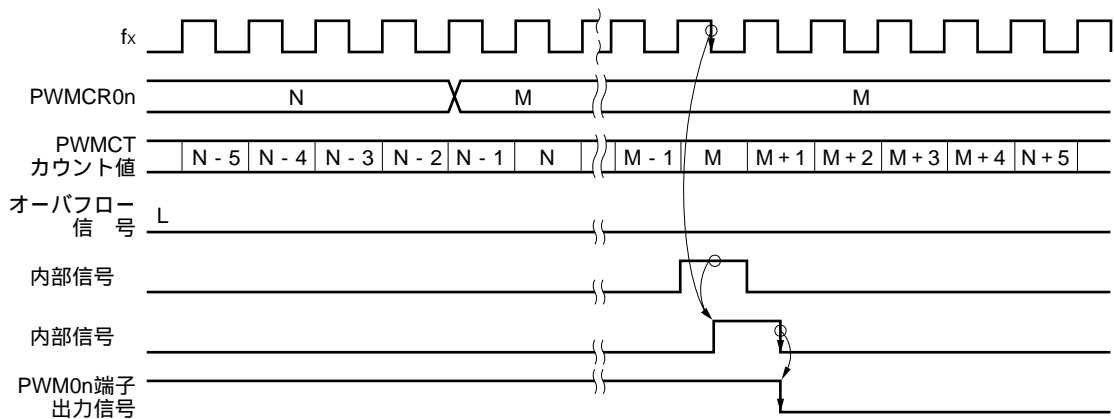 fx
PWMCR0n
N
M
M
PWMCT
カウント値
N - 5 N - 4 N - 3 N - 2 N - 1 N M - 1 M M + 1 M + 2 M + 3 M + 4 N + 5
オーバフロー
信 号
L
内部信号
内部信号
PWM0n端子
出力信号